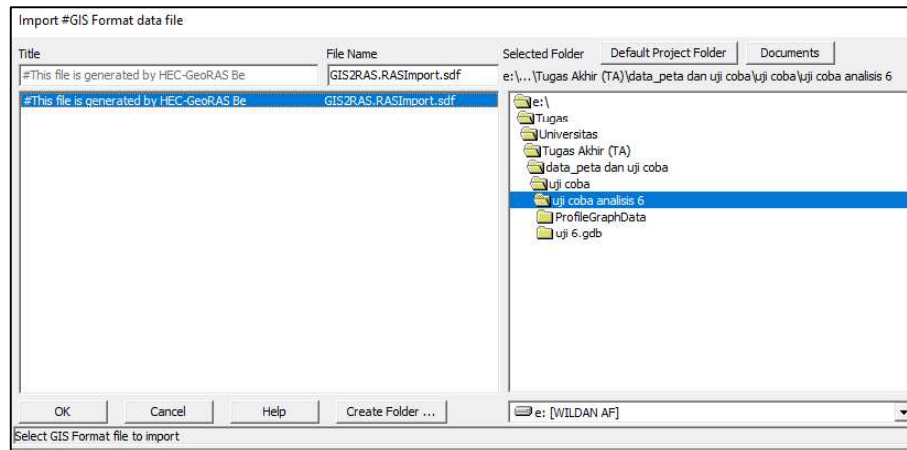 Import #GIS Format data file
Title File Name Selected Folder Default Project Folder Documents
#This file is generated by HEC-GeoRAS Be GIS2RAS.RASImport.sdf e:\...\Tugas Akhir (TA)\data_peta dan uji coba\uji coba\uji coba analisis 6
#This file is generated by HEC-GeoRAS Be GIS2RAS.RASImport.sdf
e:\
Tugas
Universitas
Tugas Akhir (TA)
data_peta dan uji coba
uji coba
uji coba analisis 6
ProfileGraphData
uji 6.gdb
OK Cancel Help Create Folder ... e: [WILDAN AF]
Select GIS Format file to import